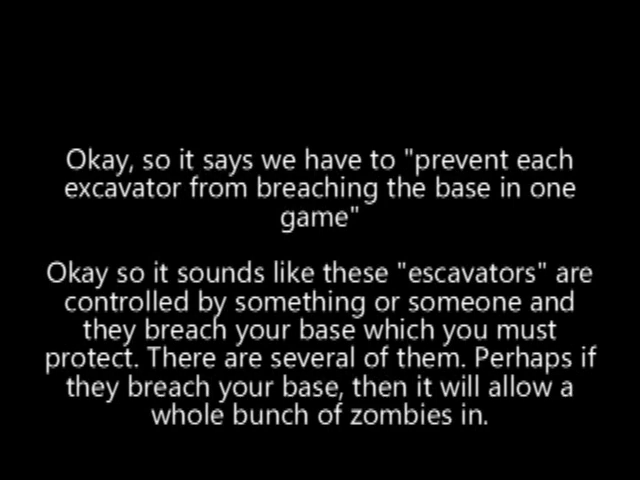 Okay, so it says we have to "prevent each
excavator from breaching the base in one
game"
Okay so it sounds like these "escavators" are
controlled by something or someone and
they breach your base which you must
protect. There are several of them. Perhaps if
they breach your base, then it will allow a
whole bunch of zombies in.